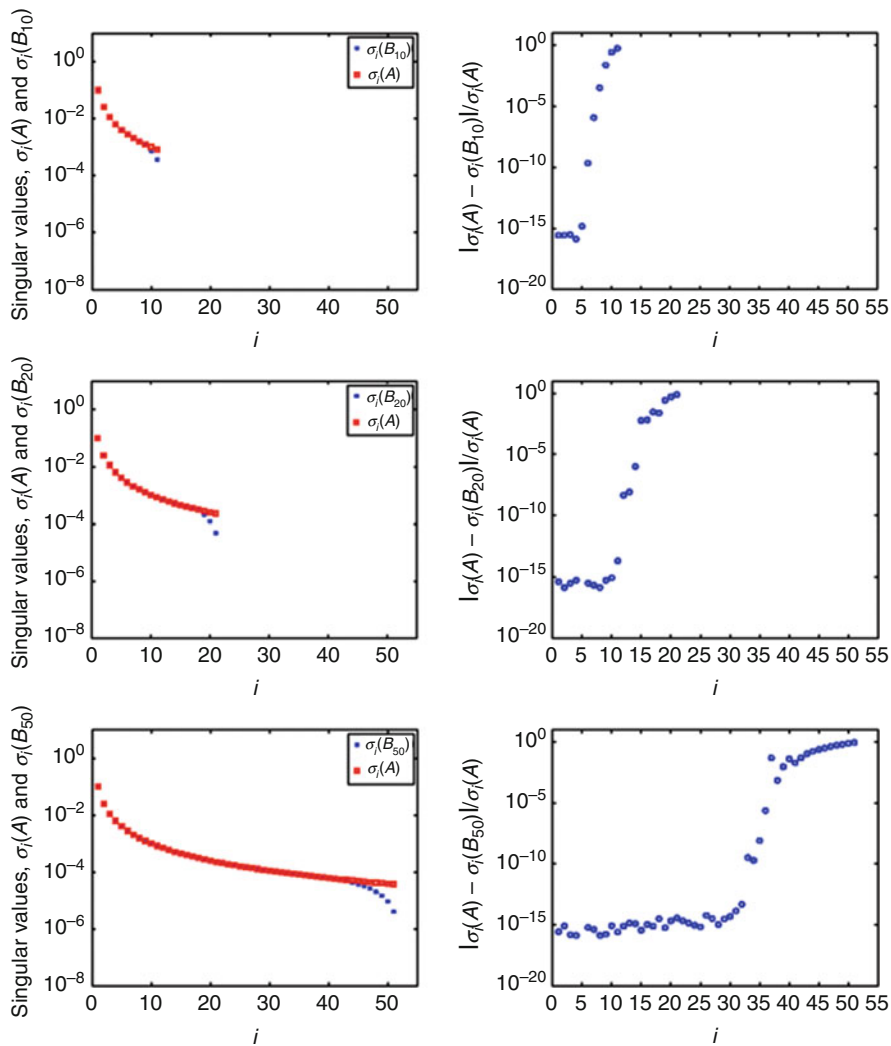 Singular values, σi(A) and σi(B10)
10^0
10^−2
10^−4
10^−6
10^−8
0 10 20 30 40 50
i
σi(B10)
σi(A)
|σi(A) − σi(B10)|/σi(A)
10^0
10^−5
10^−10
10^−15
10^−20
0 5 10 15 20 25 30 35 40 45 50 55
i
Singular values, σi(A) and σi(B20)
10^0
10^−2
10^−4
10^−6
10^−8
0 10 20 30 40 50
i
σi(B20)
σi(A)
|σi(A) − σi(B20)|/σi(A)
10^0
10^−5
10^−10
10^−15
10^−20
0 5 10 15 20 25 30 35 40 45 50 55
i
Singular values, σi(A) and σi(B50)
10^0
10^−2
10^−4
10^−6
10^−8
0 10 20 30 40 50
i
σi(B50)
σi(A)
|σi(A) − σi(B50)|/σi(A)
10^0
10^−5
10^−10
10^−15
10^−20
0 5 10 15 20 25 30 35 40 45 50 55
i